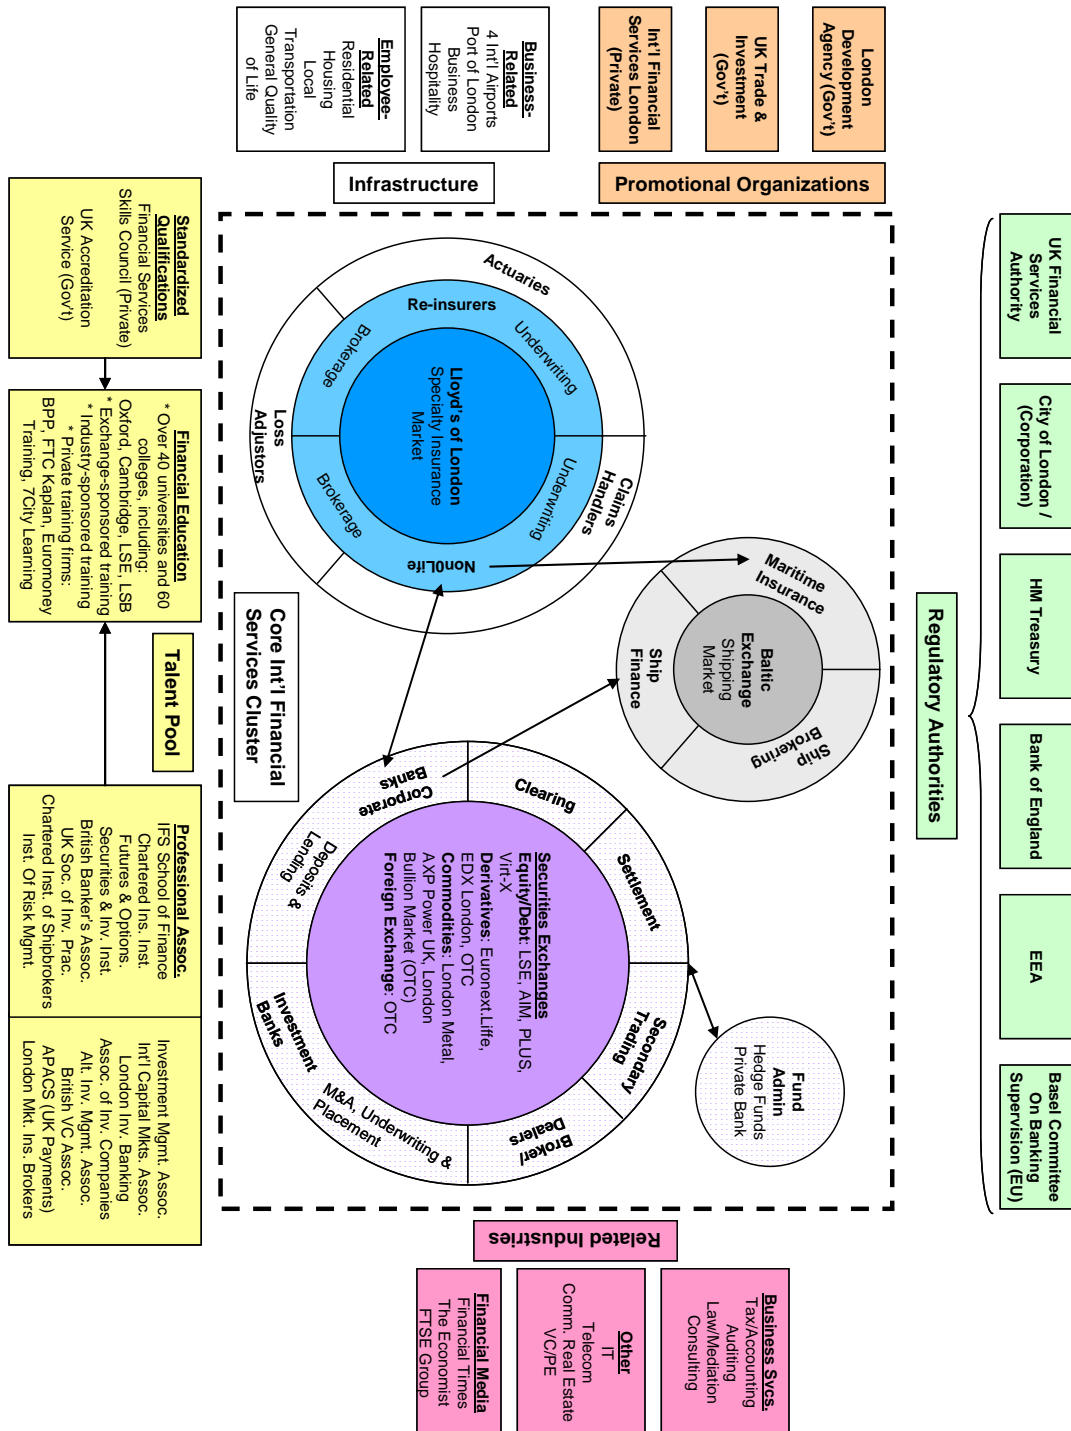 UK Financial
Services
Authority
City of London /
(Corporation)
HM Treasury
Bank of England
EEA
Basel Committee
On Banking
Supervision (EU)
Regulatory Authorities
London
Development
Agency (Gov't)
UK Trade &
Investment
(Gov't)
Int'l Financial
Services London
(Private)
Promotional Organizations
Business-
Related
4 Int'l Airports
Port of London
Business
Hospitality
Employee-
Related
Residential
Housing
Local
Transportation
General Quality
of Life
Infrastructure
Actuaries
Claims
Handlers
Loss
Adjustors
Re-insurers
Underwriting
Brokerage
Underwriting
Brokerage
Non0Life
Lloyd's of London
Specialty Insurance
Market
Maritime
Insurance
Ship
Brokering
Ship
Finance
Baltic
Exchange
Shipping
Market
Core Int'l Financial
Services Cluster
Clearing
Settlement
Secondary
Trading
Broker/
Dealers
Corporate
Banks
Deposits &
Lending
Investment
Banks
M&A, Underwriting &
Placement
Securities Exchanges
Equity/Debt: LSE, AIM, PLUS,
Virt-X
Derivatives: Euronext.Liffe,
EDX London, OTC
Commodities: London Metal,
AXP Power UK, London
Bullion Market (OTC)
Foreign Exchange: OTC
Fund
Admin
Hedge Funds
Private Bank
Related Industries
Business Svcs.
Tax/Accounting
Auditing
Law/Mediation
Consulting
Other
IT
Telecom
Comm. Real Estate
VC/PE
Financial Media
Financial Times
The Economist
FTSE Group
Standardized
Qualifications
Financial Services
Skills Council (Private)
UK Accreditation
Service (Gov't)
Financial Education
* Over 40 universities and 60
colleges, including:
Oxford, Cambridge, LSE, LSB
* Exchange-sponsored training
* Industry-sponsored training
* Private training firms:
BPP, FTC Kaplan, Euromoney
Training, 7City Learning
Talent Pool
Professional Assoc.
IFS School of Finance
Chartered Ins. Inst.
Futures & Options.
Securities & Inv. Inst.
British Banker's Assoc.
UK Soc. of Inv. Prac.
Chartered Inst. of Shipbrokers
Inst. Of Risk Mgmt.
Investment Mgmt. Assoc.
Int'l Capital Mkts. Assoc.
London Inv. Banking
Assoc. of Inv. Companies
Alt. Inv. Mgmt. Assoc.
British VC Assoc.
APACS (UK Payments)
London Mkt. Ins. Brokers